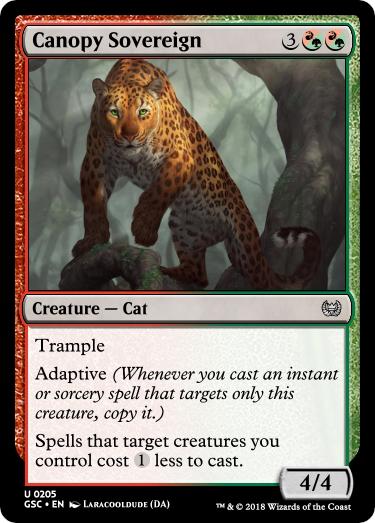 Canopy Sovereign 3
Creature — Cat
Trample
Adaptive (Whenever you cast an instant
or sorcery spell that targets only this
creature, copy it.)
Spells that target creatures you
control cost 1 less to cast.
4/4
U 0205
GSC • EN Laracooldude (DA)
™ & © 2018 Wizards of the Coast